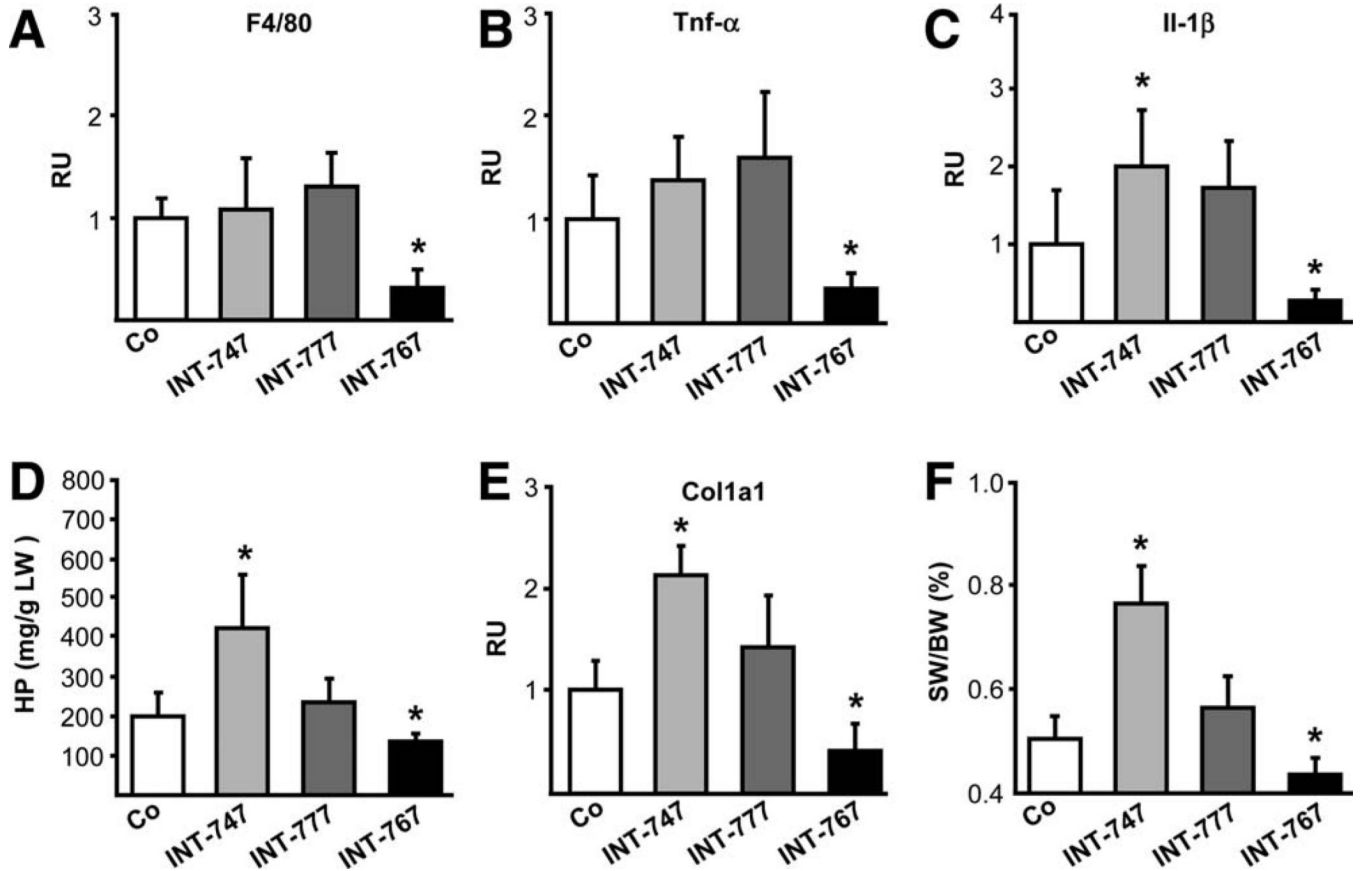 A
F4/80
RU
3
2
1
*
Co
INT-747
INT-777
INT-767
B
Tnf-α
RU
3
2
1
*
Co
INT-747
INT-777
INT-767
C
Il-1β
RU
4
3
2
1
*
*
Co
INT-747
INT-777
INT-767
D
HP (mg/g LW )
800
700
600
500
400
300
200
100
*
*
Co
INT-747
INT-777
INT-767
E
Col1a1
RU
3
2
1
*
*
Co
INT-747
INT-777
INT-767
F
SW/BW (%)
1.0
0.8
0.6
0.4
*
*
Co
INT-747
INT-777
INT-767